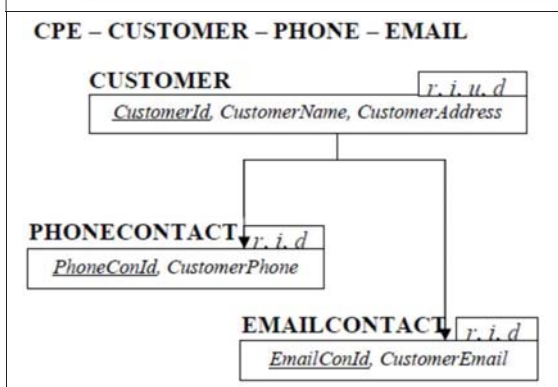 CPE – CUSTOMER – PHONE – EMAIL
CUSTOMER
r, i, u, d
CustomerId, CustomerName, CustomerAddress
PHONECONTACT
r, i, d
PhoneConId, CustomerPhone
EMAILCONTACT
r, i, d
EmailConId, CustomerEmail